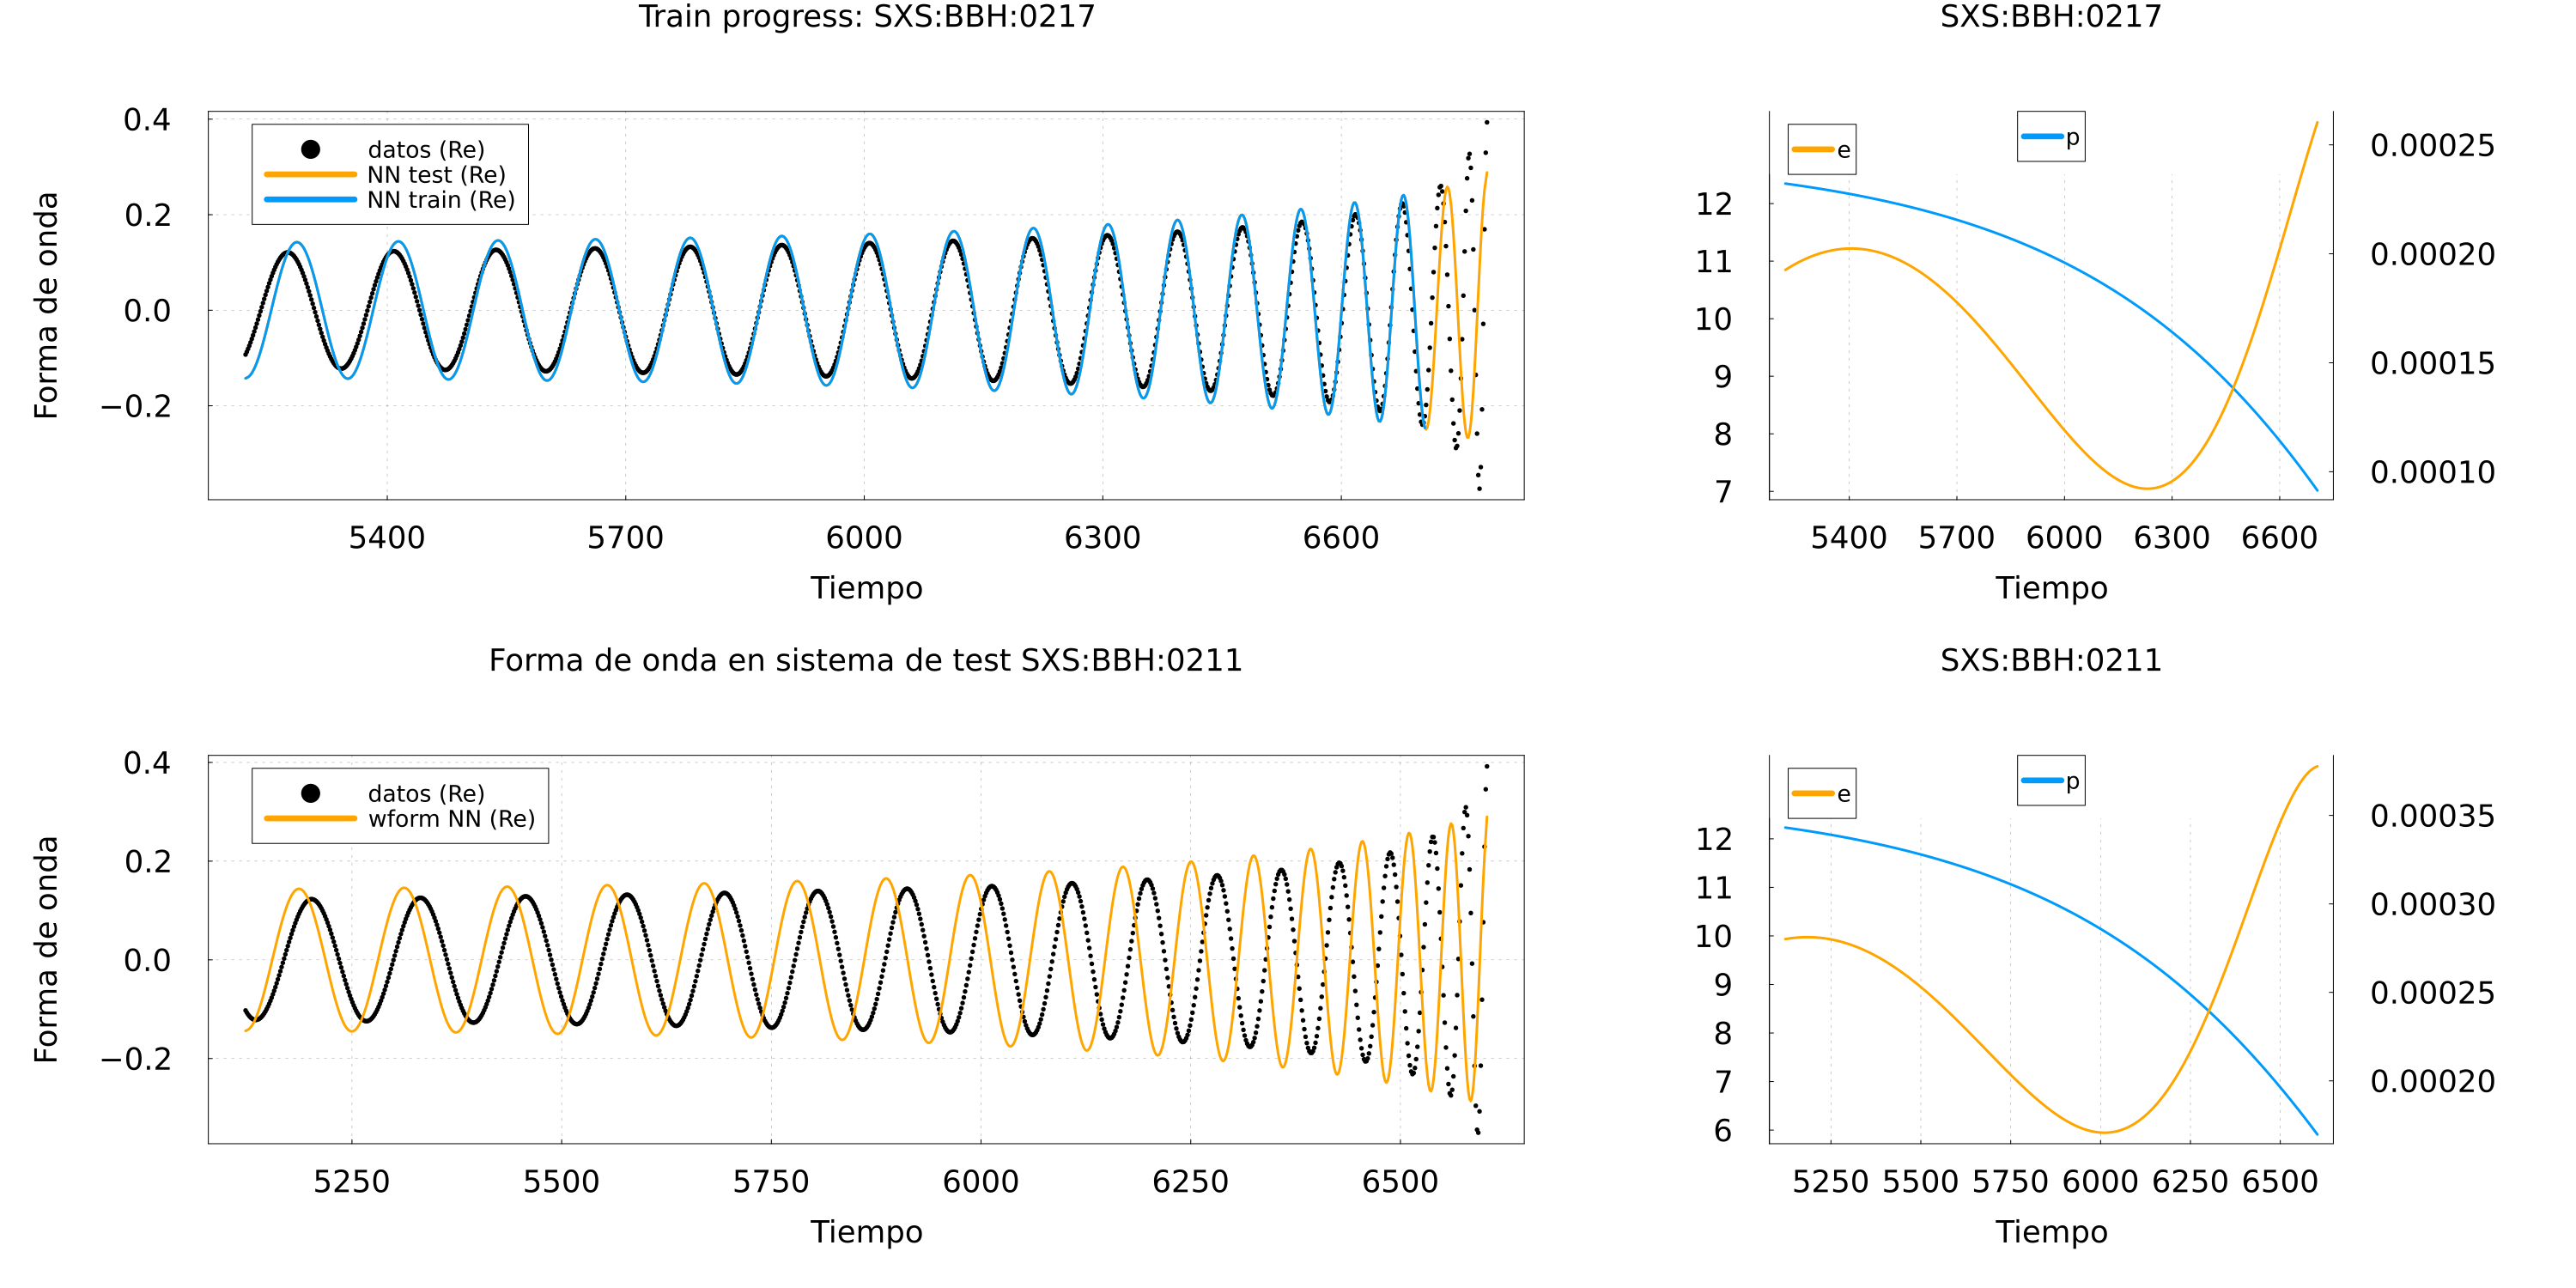 Train progress: SXS:BBH:0217
Forma de onda
0.4
0.2
0.0
−0.2
datos (Re)
NN test (Re)
NN train (Re)
5400 5700 6000 6300 6600
Tiempo
SXS:BBH:0217
e
p
12
11
10
9
8
7
0.00025
0.00020
0.00015
0.00010
5400 5700 6000 6300 6600
Tiempo
Forma de onda en sistema de test SXS:BBH:0211
Forma de onda
0.4
0.2
0.0
−0.2
datos (Re)
wform NN (Re)
5250 5500 5750 6000 6250 6500
Tiempo
SXS:BBH:0211
e
p
12
11
10
9
8
7
6
0.00035
0.00030
0.00025
0.00020
5250 5500 5750 6000 6250 6500
Tiempo